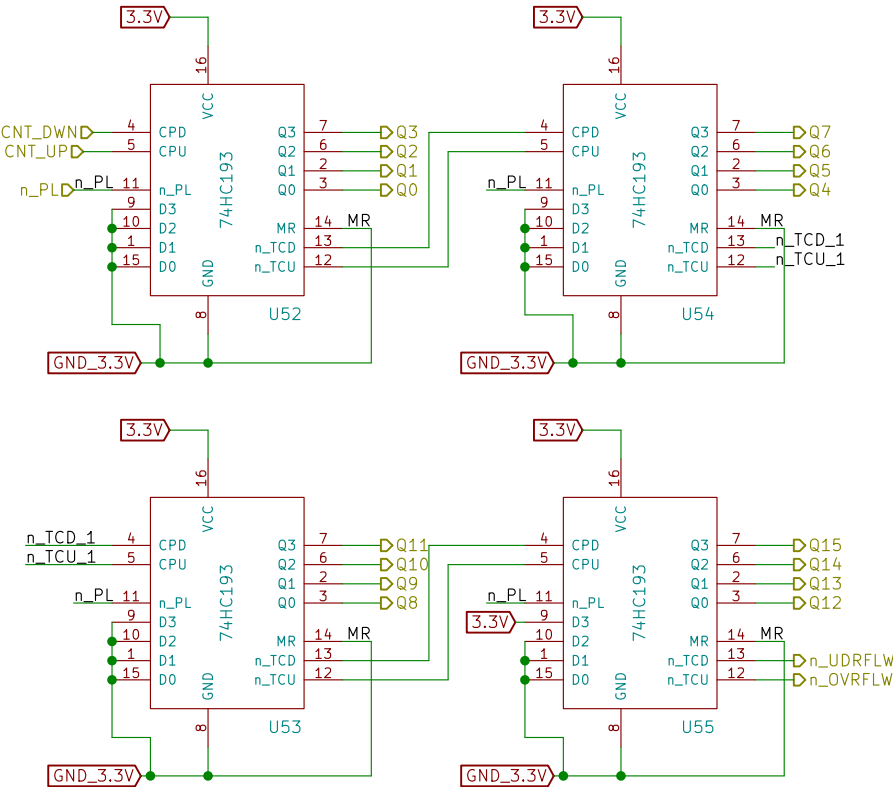 3.3V
16
VCC
CNT_DWN 4 CPD Q3 7 Q3
CNT_UP 5 CPU Q2 6 Q2
Q1 2 Q1
n_PL n_PL 11 n_PL Q0 3 Q0
9 D3
10 D2 MR 14 MR
1 D1 n_TCD 13
15 D0 n_TCU 12
74HC193
GND
8
U52
GND_3.3V
3.3V
16
VCC
4 CPD Q3 7 Q7
5 CPU Q2 6 Q6
Q1 2 Q5
n_PL 11 n_PL Q0 3 Q4
9 D3
10 D2 MR 14 MR
1 D1 n_TCD 13 n_TCD_1
15 D0 n_TCU 12 n_TCU_1
74HC193
GND
8
U54
GND_3.3V
3.3V
16
VCC
n_TCD_1 4 CPD Q3 7 Q11
n_TCU_1 5 CPU Q2 6 Q10
Q1 2 Q9
n_PL 11 n_PL Q0 3 Q8
9 D3
10 D2 MR 14 MR
1 D1 n_TCD 13
15 D0 n_TCU 12
74HC193
GND
8
U53
GND_3.3V
3.3V
16
VCC
4 CPD Q3 7 Q15
5 CPU Q2 6 Q14
Q1 2 Q13
n_PL 11 n_PL Q0 3 Q12
3.3V 9 D3
10 D2 MR 14 MR
1 D1 n_TCD 13 n_UDRFLW
15 D0 n_TCU 12 n_OVRFLW
74HC193
GND
8
U55
GND_3.3V